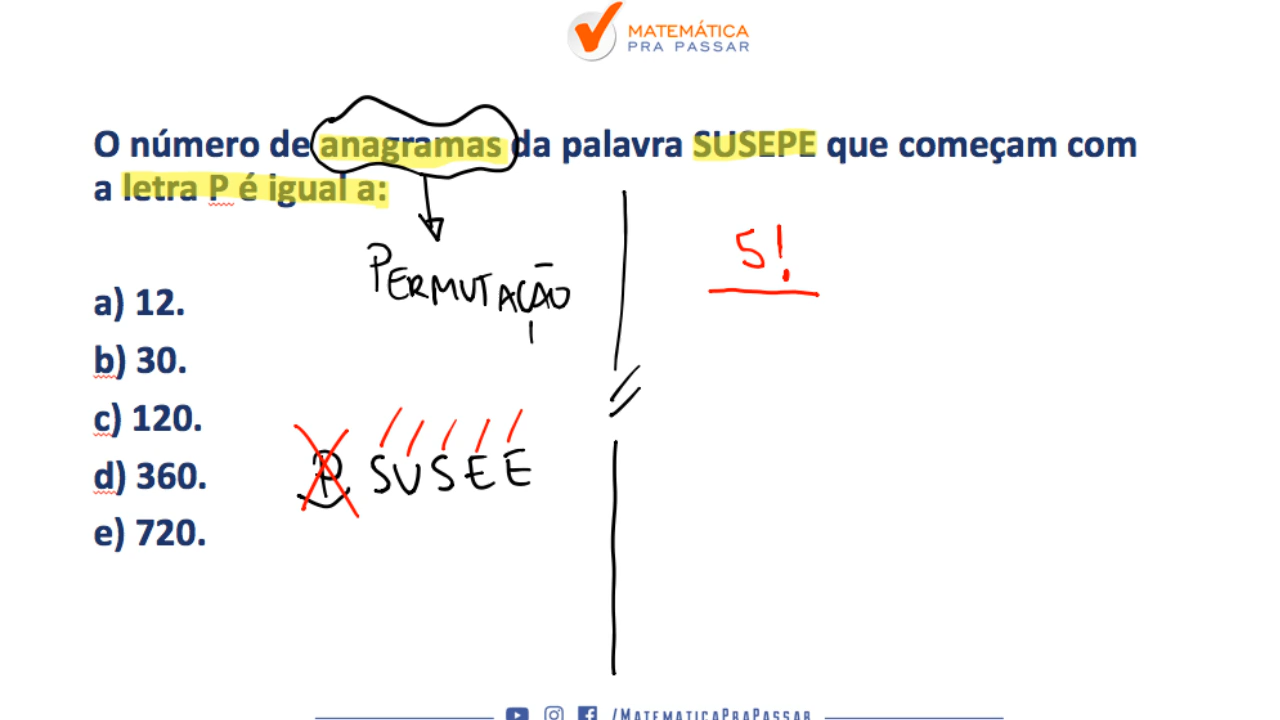 MATEMÁTICA
PRA PASSAR
O número de anagramas da palavra SUSEPE que começam com
a letra P é igual a:
PERMUTAÇÃO
5!
a) 12.
b) 30.
c) 120.
d) 360.
e) 720.
P SUSEE
/MATEMATICAPRAPASSAR